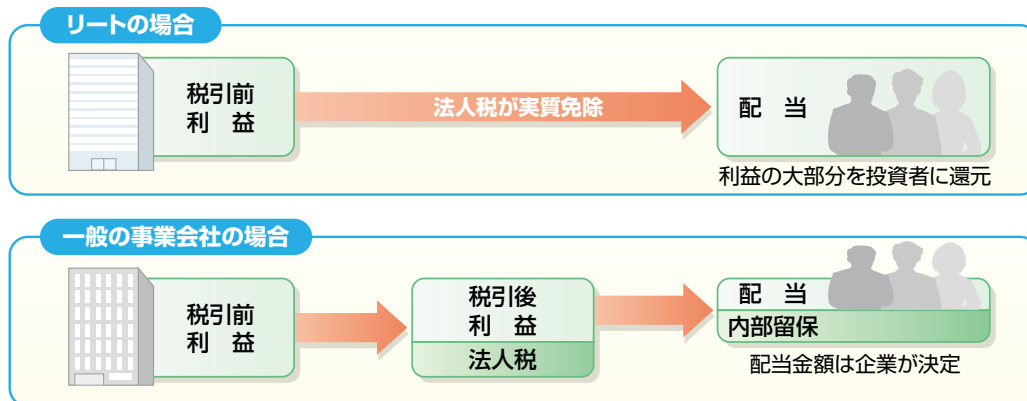 リートの場合
税引前
利 益
法人税が実質免除
配 当
利益の大部分を投資者に還元
一般の事業会社の場合
税引前
利 益
税引後
利 益
法人税
配 当
内部留保
配当金額は企業が決定